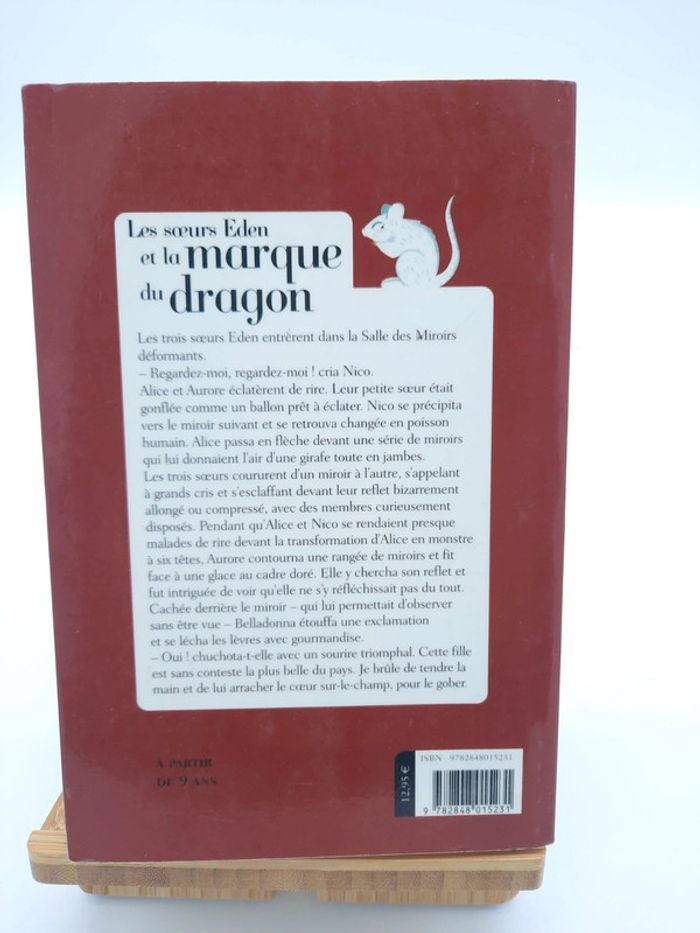 Les sœurs Eden
et la marque
du dragon
Les trois sœurs Eden entrèrent dans la Salle des Miroirs
déformants.
– Regardez-moi, regardez-moi ! cria Nico.
Alice et Aurore éclatèrent de rire. Leur petite sœur était
gonflée comme un ballon prêt à éclater. Nico se précipita
vers le miroir suivant et se retrouva changée en poisson
humain. Alice passa en flèche devant une série de miroirs
qui lui donnaient l'air d'une girafe toute en jambes.
Les trois sœurs coururent d'un miroir à l'autre, s'appelant
à grands cris et s'esclaffant devant leur reflet bizarrement
allongé ou compressé, avec des membres curieusement
disposés. Pendant qu'Alice et Nico se rendaient presque
malades de rire devant la transformation d'Alice en monstre
à six têtes, Aurore contourna une rangée de miroirs et fit
face à une glace au cadre doré. Elle y chercha son reflet et
fut intriguée de voir qu'elle ne s'y réfléchissait pas du tout.
Cachée derrière le miroir – qui lui permettait d'observer
sans être vue – Belladonna étouffa une exclamation
et se lécha les lèvres avec gourmandise.
– Oui ! chuchota-t-elle avec un sourire triomphal. Cette fille
est sans conteste la plus belle du pays. Je brûle de tendre la
main et de lui arracher le cœur sur-le-champ, pour le gober.
À PARTIR
DE 9 ANS
12,95 €
ISBN 9782848015231
9 782848 015231